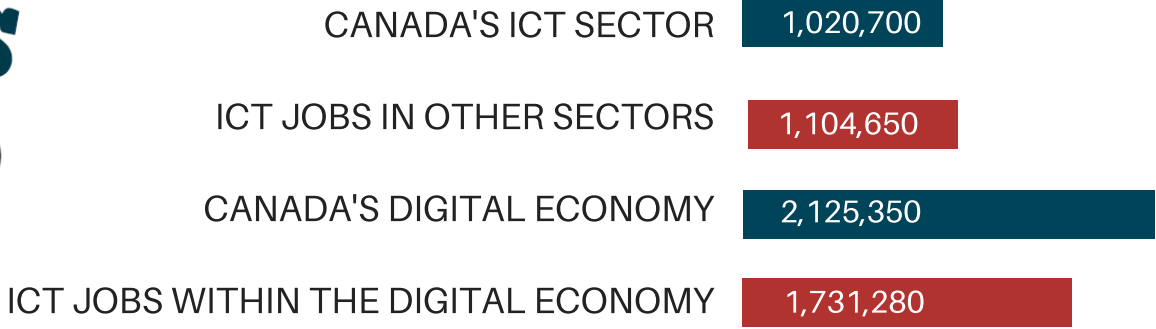 CANADA'S ICT SECTOR 1,020,700
ICT JOBS IN OTHER SECTORS 1,104,650
CANADA'S DIGITAL ECONOMY 2,125,350
ICT JOBS WITHIN THE DIGITAL ECONOMY 1,731,280